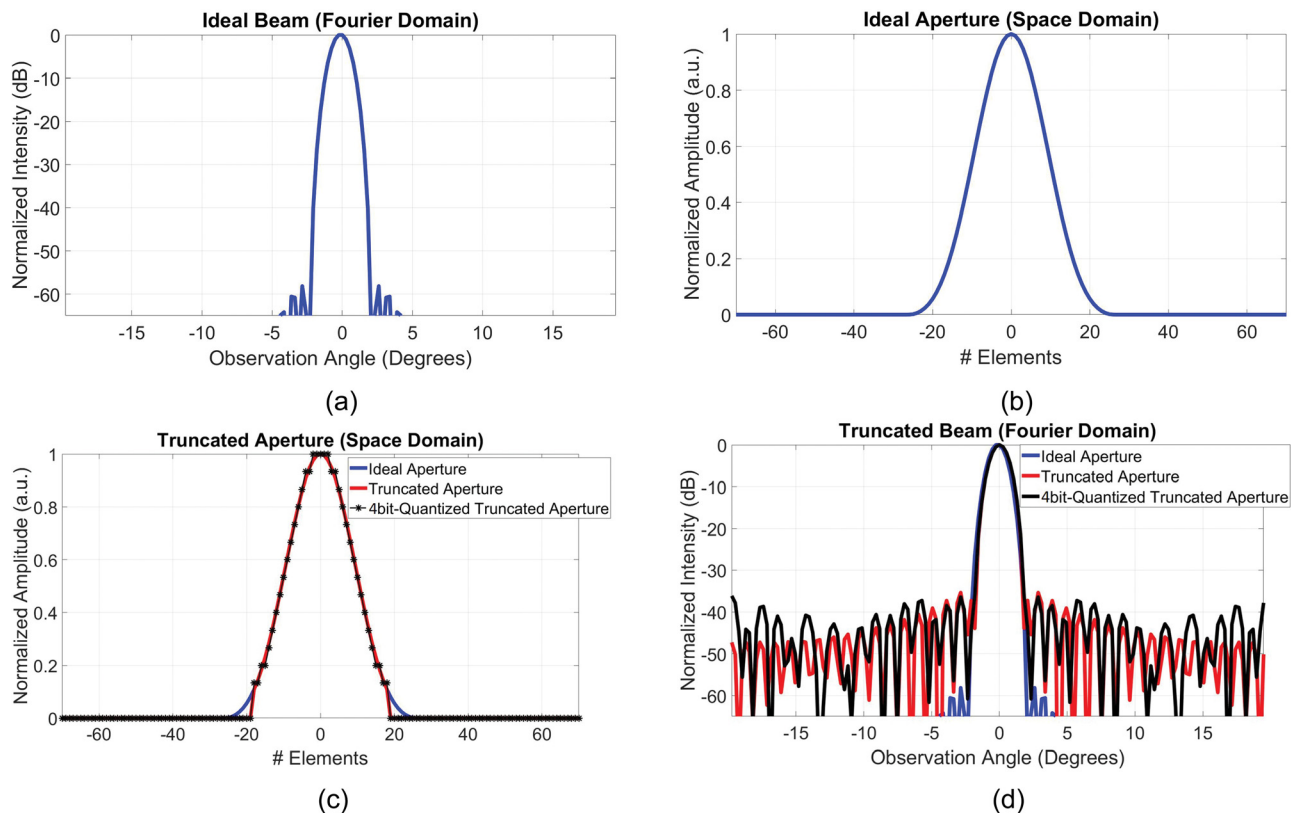 Ideal Beam (Fourier Domain)
Normalized Intensity (dB)
0
-10
-20
-30
-40
-50
-60
-15 -10 -5 0 5 10 15
Observation Angle (Degrees)
(a)
Ideal Aperture (Space Domain)
Normalized Amplitude (a.u.)
1
0.8
0.6
0.4
0.2
0
-60 -40 -20 0 20 40 60
# Elements
(b)
Truncated Aperture (Space Domain)
Normalized Amplitude (a.u.)
1
0.8
0.6
0.4
0.2
0
Ideal Aperture
Truncated Aperture
4bit-Quantized Truncated Aperture
-60 -40 -20 0 20 40 60
# Elements
(c)
Truncated Beam (Fourier Domain)
Normalized Intensity (dB)
0
-10
-20
-30
-40
-50
-60
Ideal Aperture
Truncated Aperture
4bit-Quantized Truncated Aperture
-15 -10 -5 0 5 10 15
Observation Angle (Degrees)
(d)